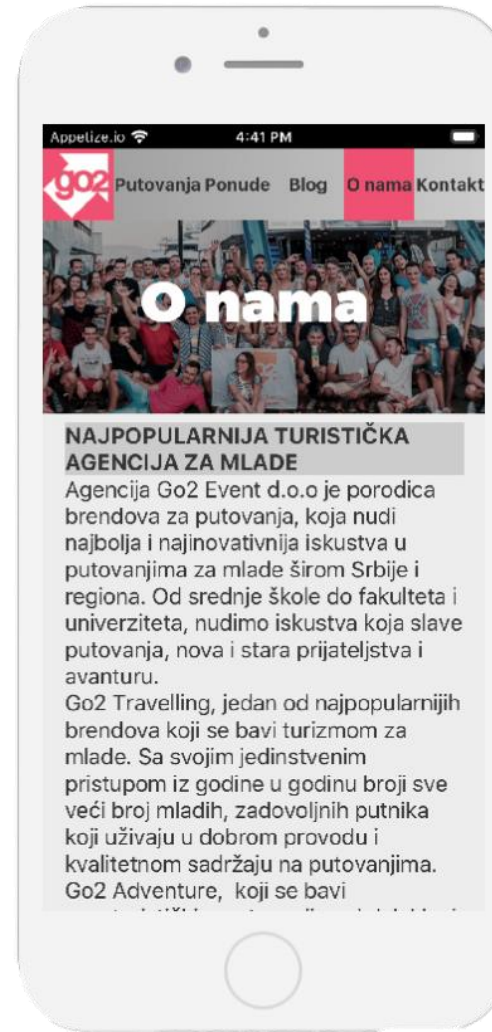 Appetize.io 4:41 PM
go2 Putovanja Ponude Blog O nama Kontakt
O nama
NAJPOPULARNIJA TURISTIČKA
AGENCIJA ZA MLADE
Agencija Go2 Event d.o.o je porodica
brendova za putovanja, koja nudi
najbolja i najinovativnija iskustva u
putovanjima za mlade širom Srbije i
regiona. Od srednje škole do fakulteta i
univerziteta, nudimo iskustva koja slave
putovanja, nova i stara prijateljstva i
avanturu.
Go2 Travelling, jedan od najpopularnijih
brendova koji se bavi turizmom za
mlade. Sa svojim jedinstvenim
pristupom iz godine u godinu broji sve
veći broj mladih, zadovoljnih putnika
koji uživaju u dobrom provodu i
kvalitetnom sadržaju na putovanjima.
Go2 Adventure, koji se bavi